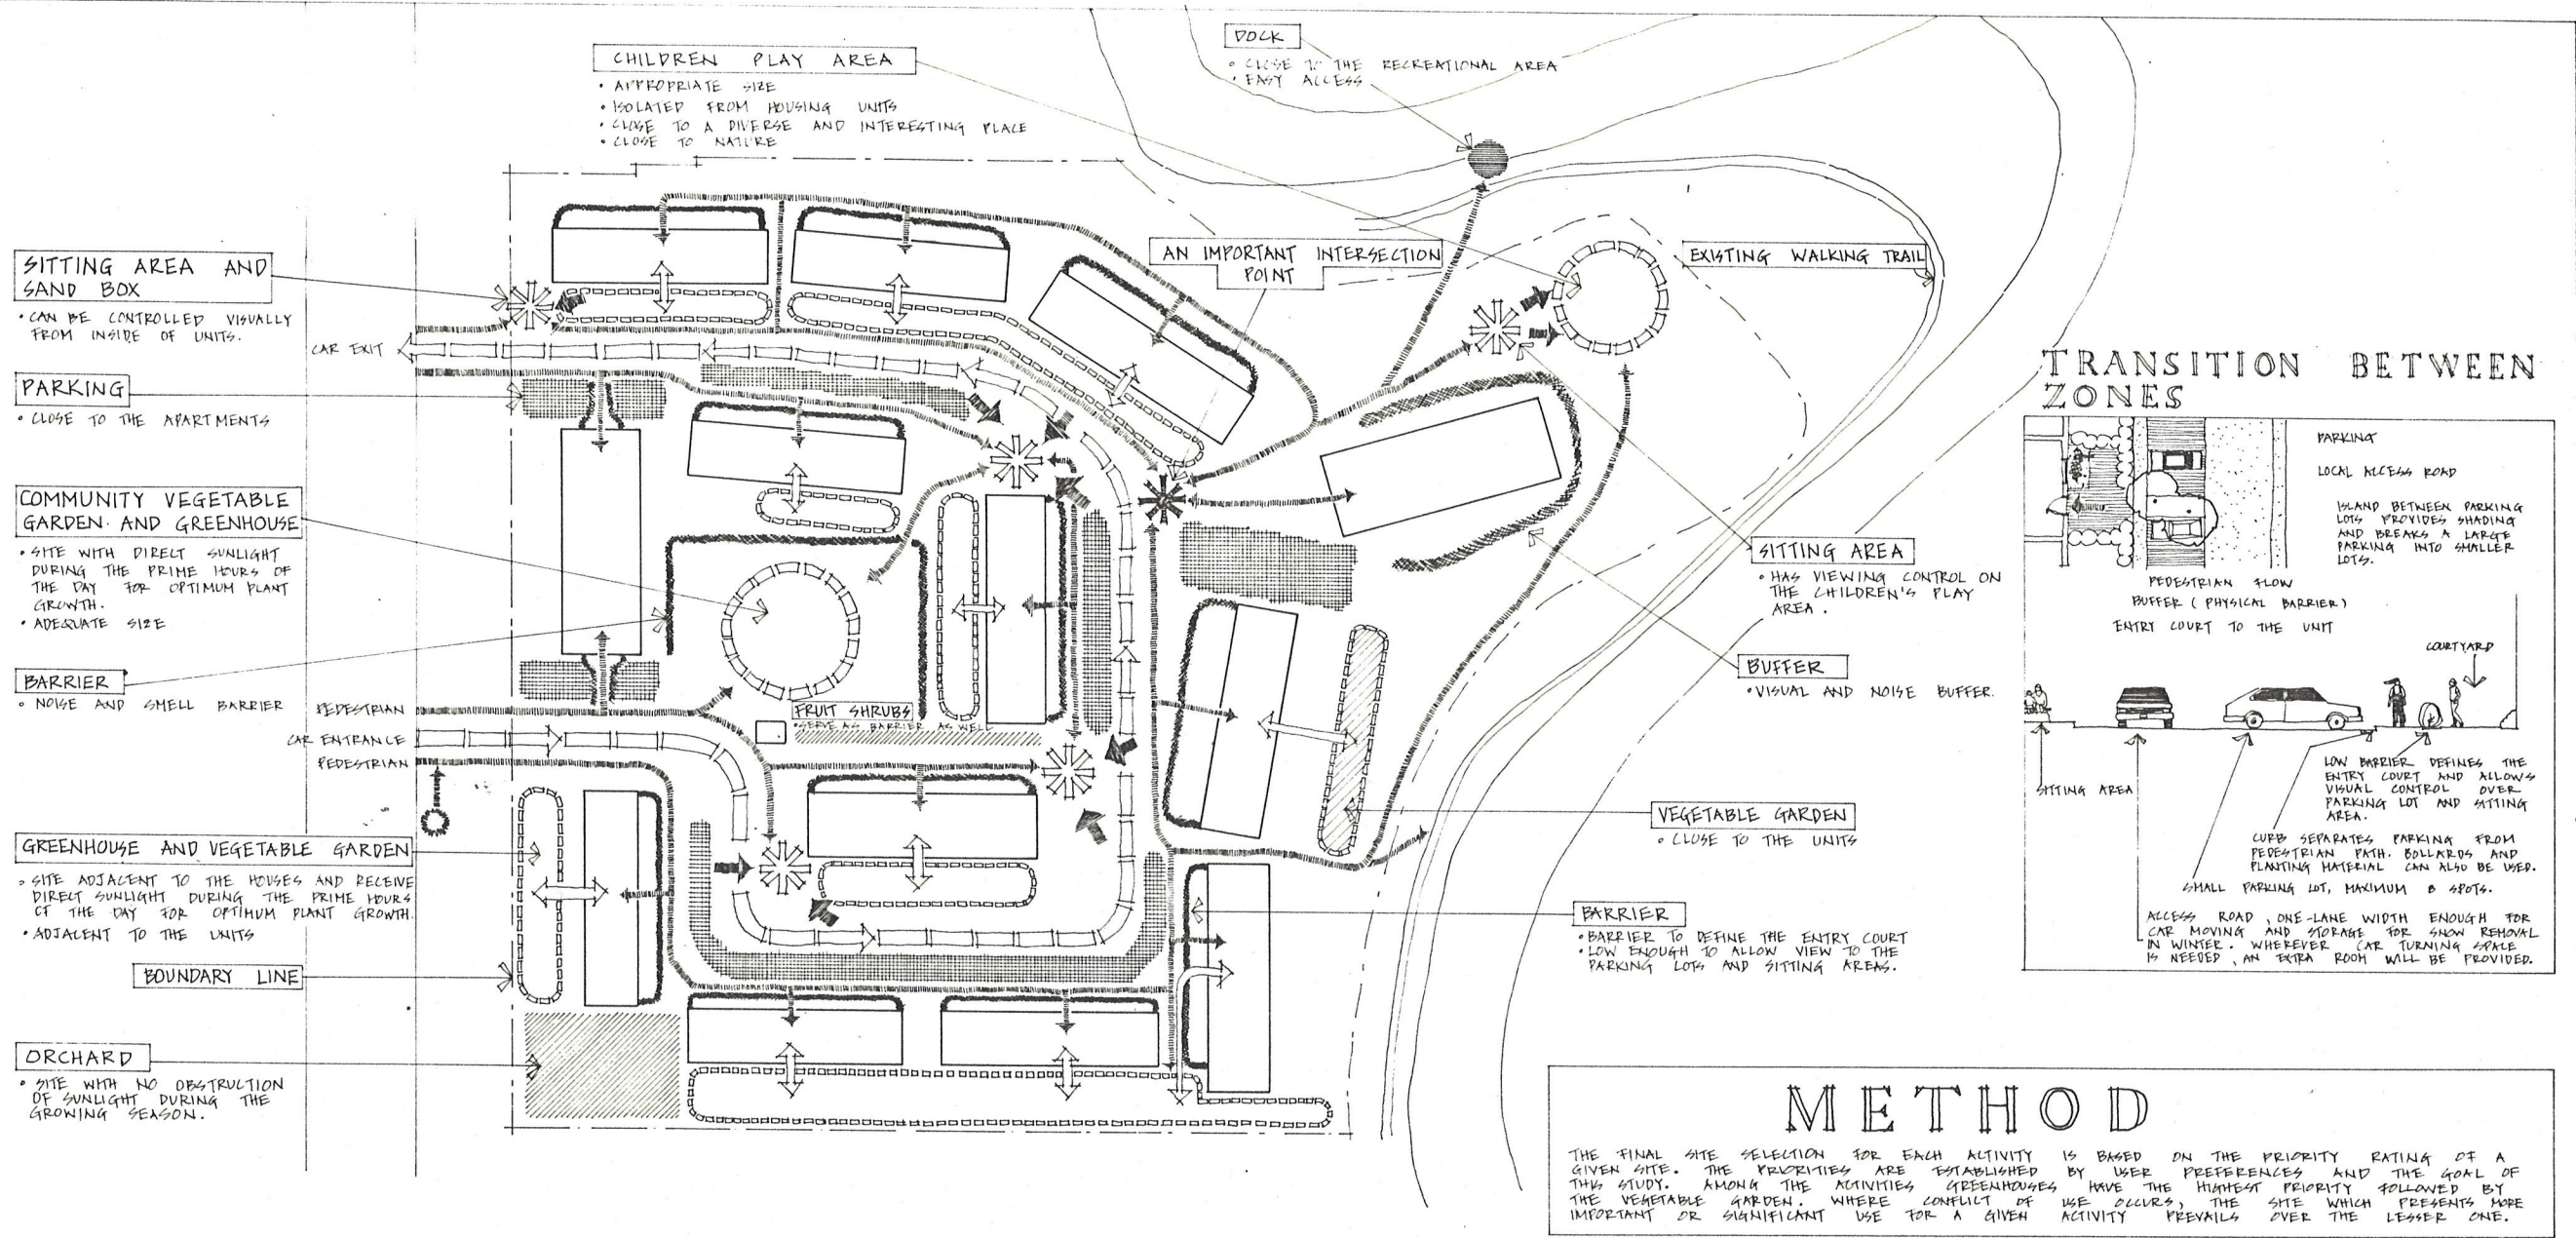 CHILDREN PLAY AREA
• APPROPRIATE SIZE
• ISOLATED FROM HOUSING UNITS
• CLOSE TO A DIVERSE AND INTERESTING PLACE
• CLOSE TO NATURE
DOCK
• CLOSE TO THE RECREATIONAL AREA
• EASY ACCESS
SITTING AREA AND
SAND BOX
• CAN BE CONTROLLED VISUALLY
FROM INSIDE OF UNITS.
CAR EXIT
PARKING
• CLOSE TO THE APARTMENTS
COMMUNITY VEGETABLE
GARDEN AND GREENHOUSE
• SITE WITH DIRECT SUNLIGHT
DURING THE PRIME HOURS OF
THE DAY FOR OPTIMUM PLANT
GROWTH.
• ADEQUATE SIZE
BARRIER
• NOISE AND SMELL BARRIER
PEDESTRIAN
CAR ENTRANCE
PEDESTRIAN
GREENHOUSE AND VEGETABLE GARDEN
• SITE ADJACENT TO THE HOUSES AND RECEIVE
DIRECT SUNLIGHT DURING THE PRIME HOURS
OF THE DAY FOR OPTIMUM PLANT GROWTH.
• ADJACENT TO THE UNITS
BOUNDARY LINE
ORCHARD
• SITE WITH NO OBSTRUCTION
OF SUNLIGHT DURING THE
GROWING SEASON.
AN IMPORTANT INTERSECTION
POINT
EXISTING WALKING TRAIL
FRUIT SHRUBS
• SERVE AS BARRIER AS WELL
SITTING AREA
• HAS VIEWING CONTROL ON
THE CHILDREN'S PLAY
AREA.
BUFFER
• VISUAL AND NOISE BUFFER.
VEGETABLE GARDEN
• CLOSE TO THE UNITS
BARRIER
• BARRIER TO DEFINE THE ENTRY COURT
• LOW ENOUGH TO ALLOW VIEW TO THE
PARKING LOTS AND SITTING AREAS.
TRANSITION BETWEEN
ZONES
PARKING
LOCAL ACCESS ROAD
ISLAND BETWEEN PARKING
LOTS PROVIDES SHADING
AND BREAKS A LARGE
PARKING INTO SMALLER
LOTS.
PEDESTRIAN FLOW
BUFFER (PHYSICAL BARRIER)
ENTRY COURT TO THE UNIT
COURTYARD
SITTING AREA
LOW BARRIER DEFINES THE
ENTRY COURT AND ALLOWS
VISUAL CONTROL OVER
PARKING LOT AND SITTING
AREA.
CURB SEPARATES PARKING FROM
PEDESTRIAN PATH. BOLLARDS AND
PLANTING MATERIAL CAN ALSO BE USED.
SMALL PARKING LOT, MAXIMUM 8 SPOTS.
ACCESS ROAD, ONE-LANE WIDTH ENOUGH FOR
CAR MOVING AND STORAGE FOR SNOW REMOVAL
IN WINTER. WHEREVER CAR TURNING SPACE
IS NEEDED, AN EXTRA ROOM WILL BE PROVIDED.
METHOD
THE FINAL SITE SELECTION FOR EACH ACTIVITY IS BASED ON THE PRIORITY RATING OF A
GIVEN SITE. THE PRIORITIES ARE ESTABLISHED BY USER PREFERENCES AND THE GOAL OF
THIS STUDY. AMONG THE ACTIVITIES GREENHOUSES HAVE THE HIGHEST PRIORITY FOLLOWED BY
THE VEGETABLE GARDEN. WHERE CONFLICT OF USE OCCURS, THE SITE WHICH PRESENTS MORE
IMPORTANT OR SIGNIFICANT USE FOR A GIVEN ACTIVITY PREVAILS OVER THE LESSER ONE.